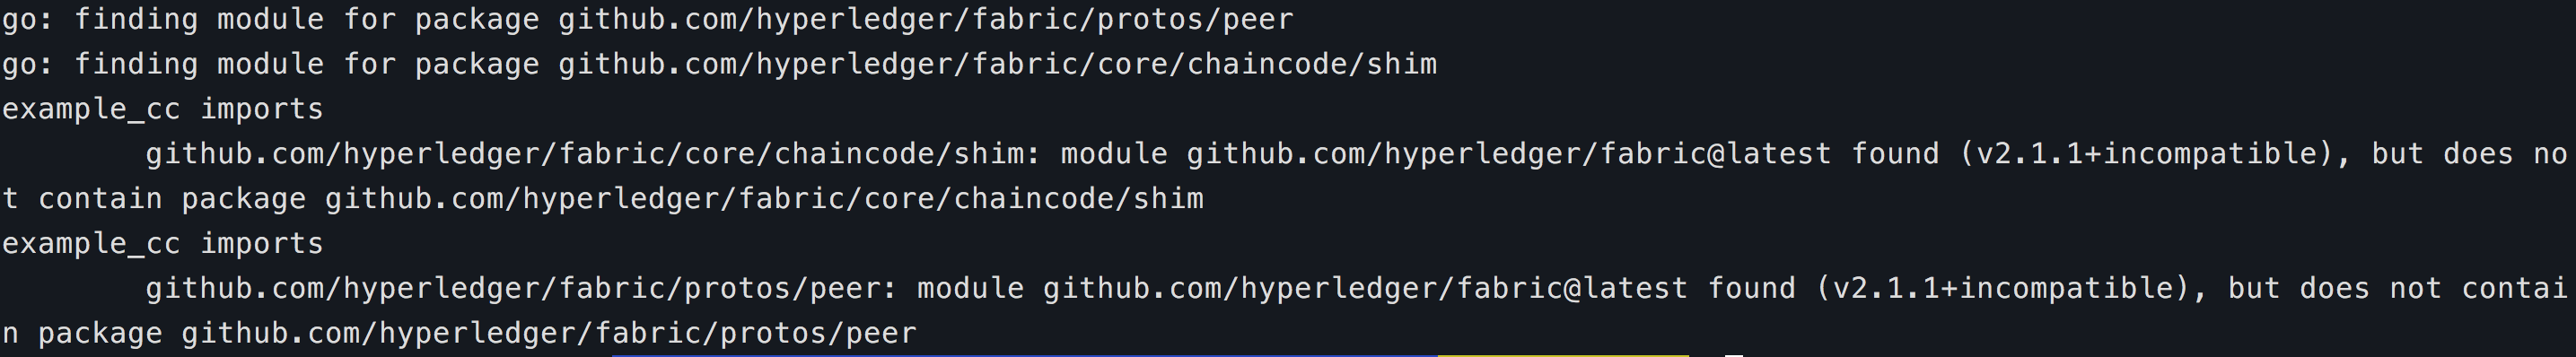 go: finding module for package github.com/hyperledger/fabric/protos/peer
go: finding module for package github.com/hyperledger/fabric/core/chaincode/shim
example_cc imports
        github.com/hyperledger/fabric/core/chaincode/shim: module github.com/hyperledger/fabric@latest found (v2.1.1+incompatible), but does no
t contain package github.com/hyperledger/fabric/core/chaincode/shim
example_cc imports
        github.com/hyperledger/fabric/protos/peer: module github.com/hyperledger/fabric@latest found (v2.1.1+incompatible), but does not contai
n package github.com/hyperledger/fabric/protos/peer